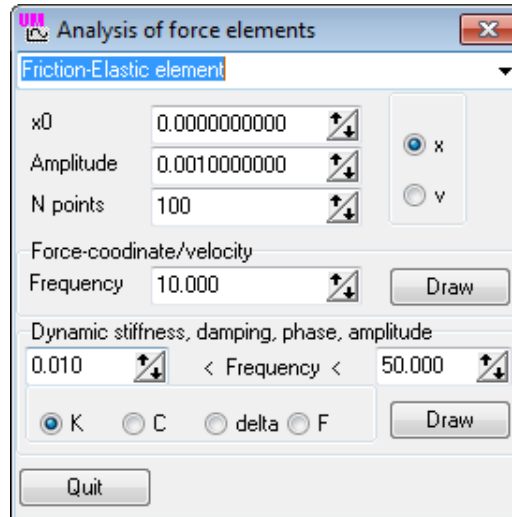 UM Analysis of force elements
Friction-Elastic element
x0 0.0000000000 x
Amplitude 0.0010000000
N points 100 v
Force-coodinate/velocity
Frequency 10.000 Draw
Dynamic stiffness, damping, phase, amplitude
0.010 < Frequency < 50.000
K C delta F Draw
Quit